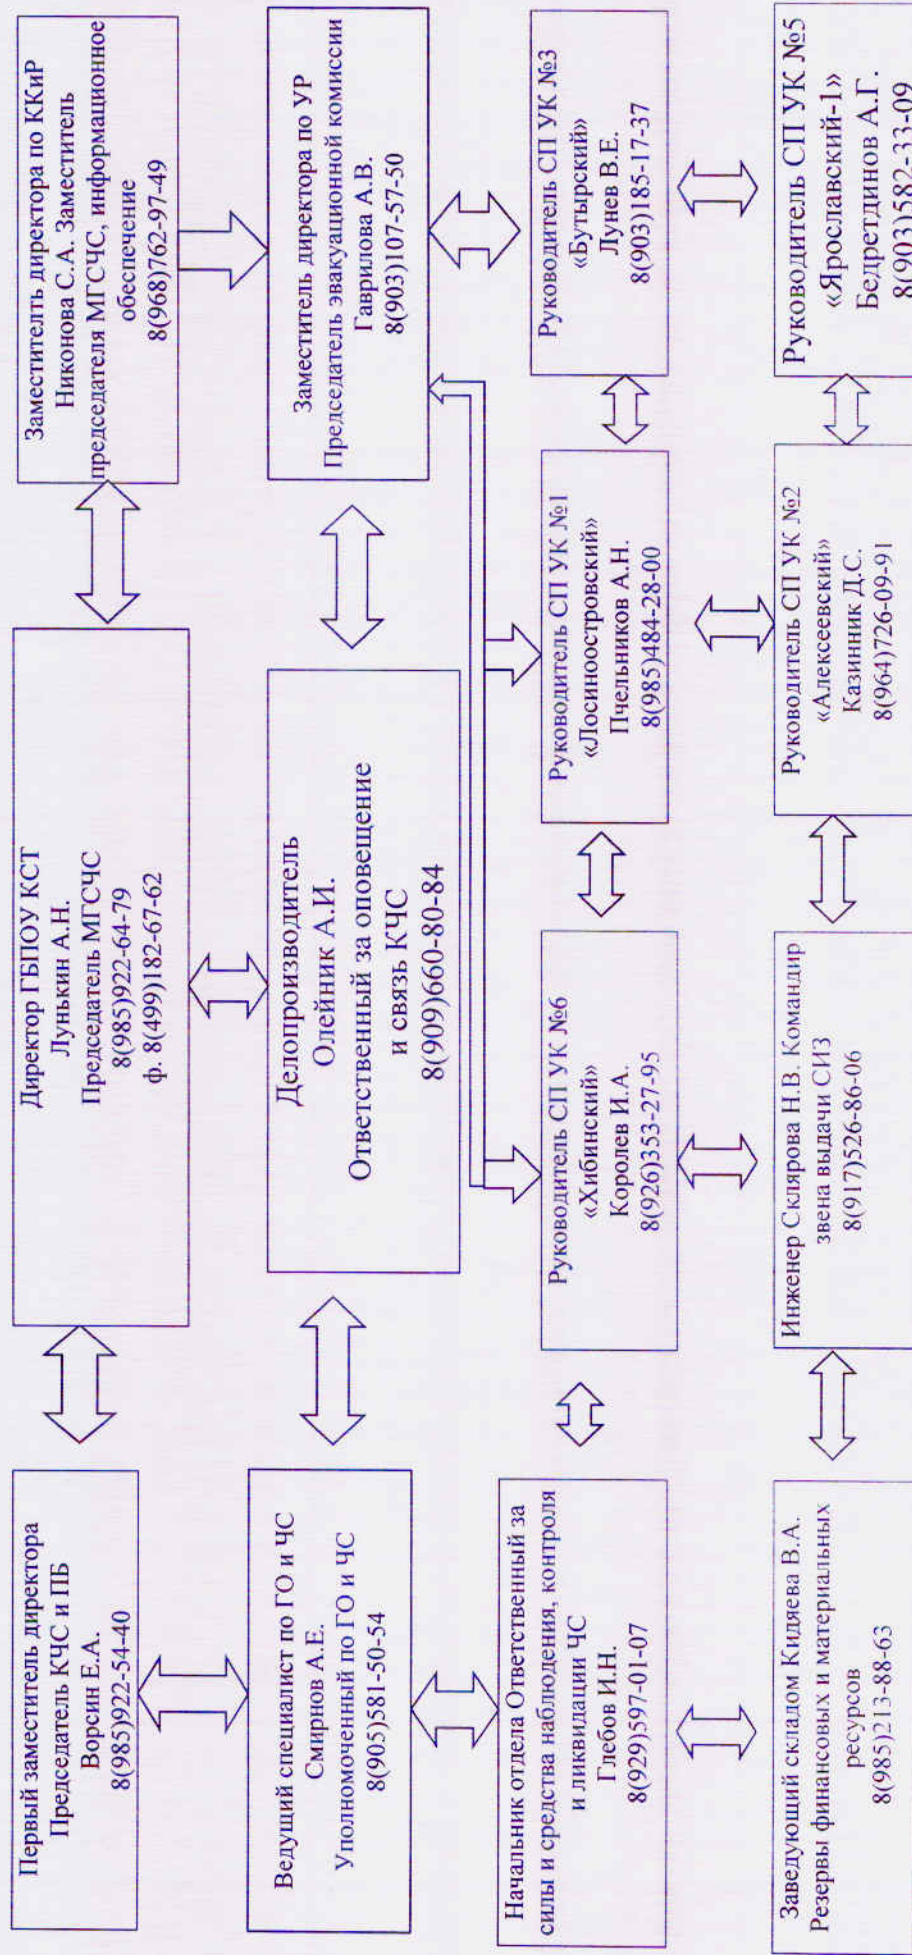 Первый заместитель директора
Председатель КЧС и ПБ
Ворсин Е.А.
8(985)922-54-40
Директор ГБПОУ КСТ
Лунькин А.Н.
Председатель МГСЧС
8(985)922-64-79
ф. 8(499)182-67-62
Заместителть директора по ККиР
Никонова С.А. Заместитель
председателя МГСЧС, информационное
обеспечение
8(968)762-97-49
Ведущий специалист по ГО и ЧС
Смирнов А.Е.
Уполномоченный по ГО и ЧС
8(905)581-50-54
Делопроизводитель
Олейник А.И.
Ответственный за оповещение
и связь КЧС
8(909)660-80-84
Заместитель директора по УР
Председатель эвакуационной комиссии
Гаврилова А.В.
8(903)107-57-50
Начальник отдела Ответственный за
силы и средства наблюдения, контроля
и ликвидации ЧС
Глебов И.Н.
8(929)597-01-07
Руководитель СП УК №6
«Хибинский»
Королев И.А.
8(926)353-27-95
Руководитель СП УК №1
«Лосиноостровский»
Пчельников А.Н.
8(985)484-28-00
Руководитель СП УК №3
«Бутырский»
Лунев В.Е.
8(903)185-17-37
Заведующий складом Кидяева В.А.
Резервы финансовых и материальных
ресурсов
8(985)213-88-63
Инженер Склярова Н.В. Командир
звена выдачи СИЗ
8(917)526-86-06
Руководитель СП УК №2
«Алексеевский»
Казинник Д.С.
8(964)726-09-91
Руководитель СП УК №5
«Ярославский-1»
Бедретдинов А.Г.
8(903)582-33-09